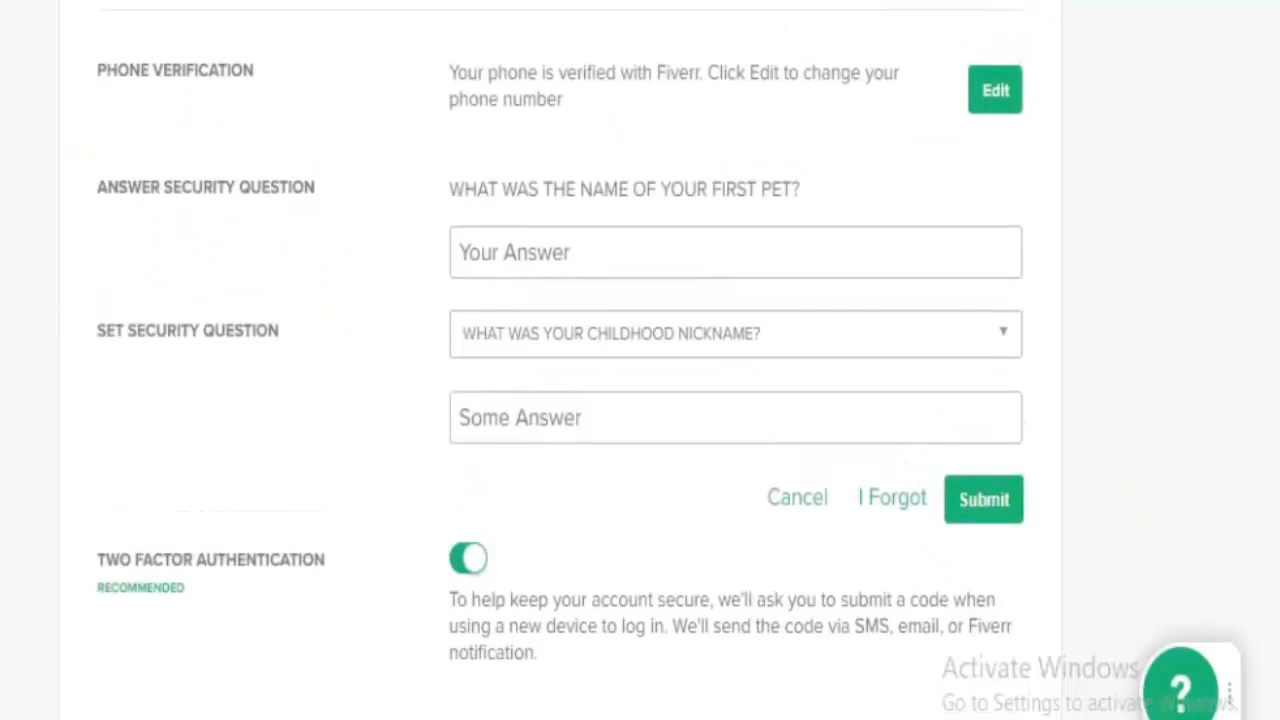 PHONE VERIFICATION
Your phone is verified with Fiverr. Click Edit to change your
phone number
Edit
ANSWER SECURITY QUESTION
WHAT WAS THE NAME OF YOUR FIRST PET?
Your Answer
SET SECURITY QUESTION
WHAT WAS YOUR CHILDHOOD NICKNAME?
Some Answer
Cancel
I Forgot
Submit
TWO FACTOR AUTHENTICATION
RECOMMENDED
To help keep your account secure, we'll ask you to submit a code when
using a new device to log in. We'll send the code via SMS, email, or Fiverr
notification.
Activate Windows
Go to Settings to activate Windows.
?